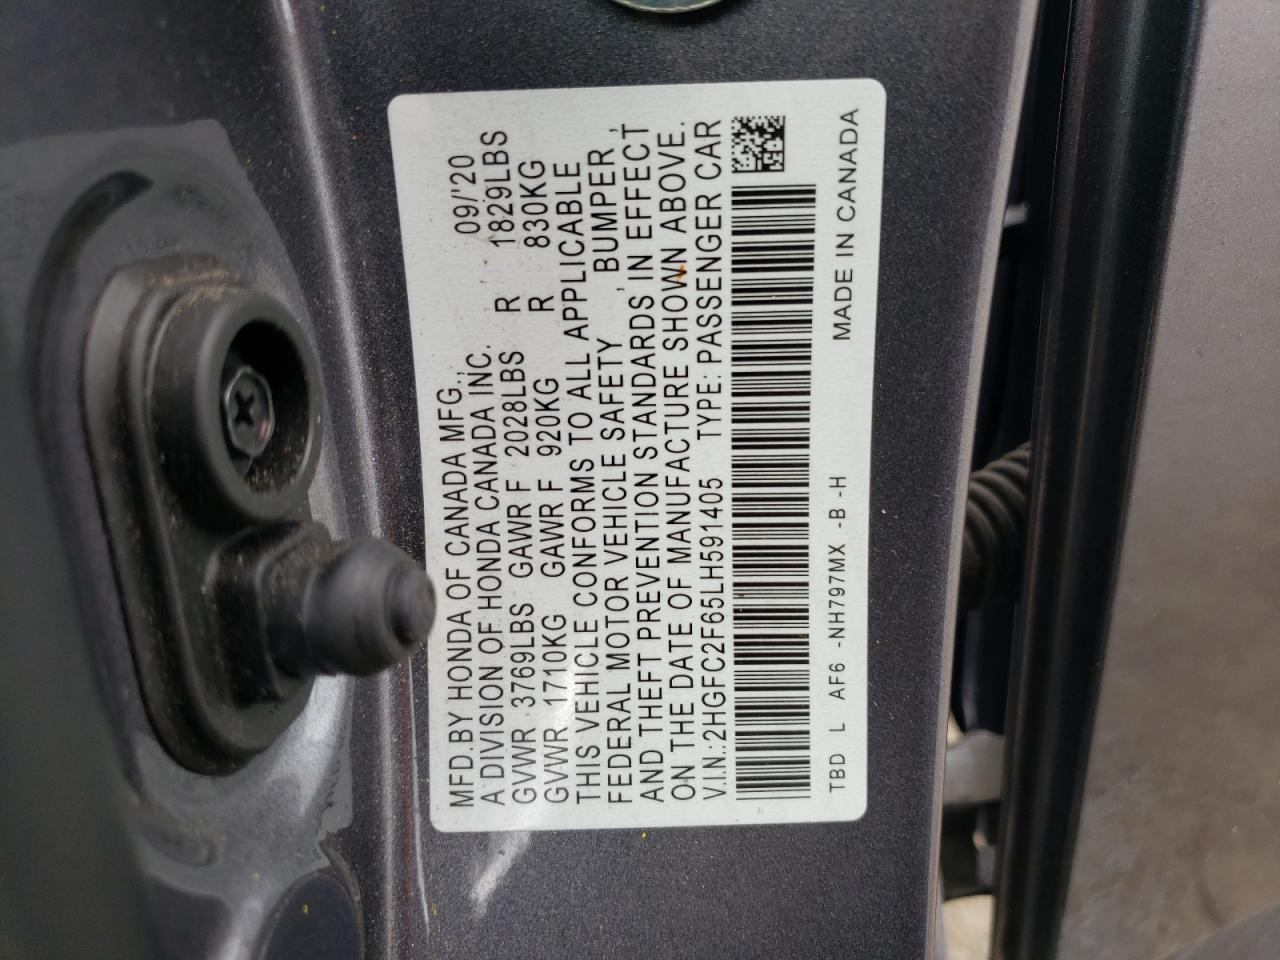 MFD.BY HONDA OF CANADA MFG., 09/'20
A DIVISION OF HONDA CANADA INC.
GVWR 3769LBS GAWR F 2028LBS R 1829LBS
GVWR 1710KG GAWR F 920KG R 830KG
THIS VEHICLE CONFORMS TO ALL APPLICABLE
FEDERAL MOTOR VEHICLE SAFETY , BUMPER ,
AND THEFT PREVENTION STANDARDS IN EFFECT
ON THE DATE OF MANUFACTURE SHOWN ABOVE.
V.I.N.:2HGFC2F65LH591405 TYPE:PASSENGER CAR
TBD L AF6 -NH797MX -B -H MADE IN CANADA